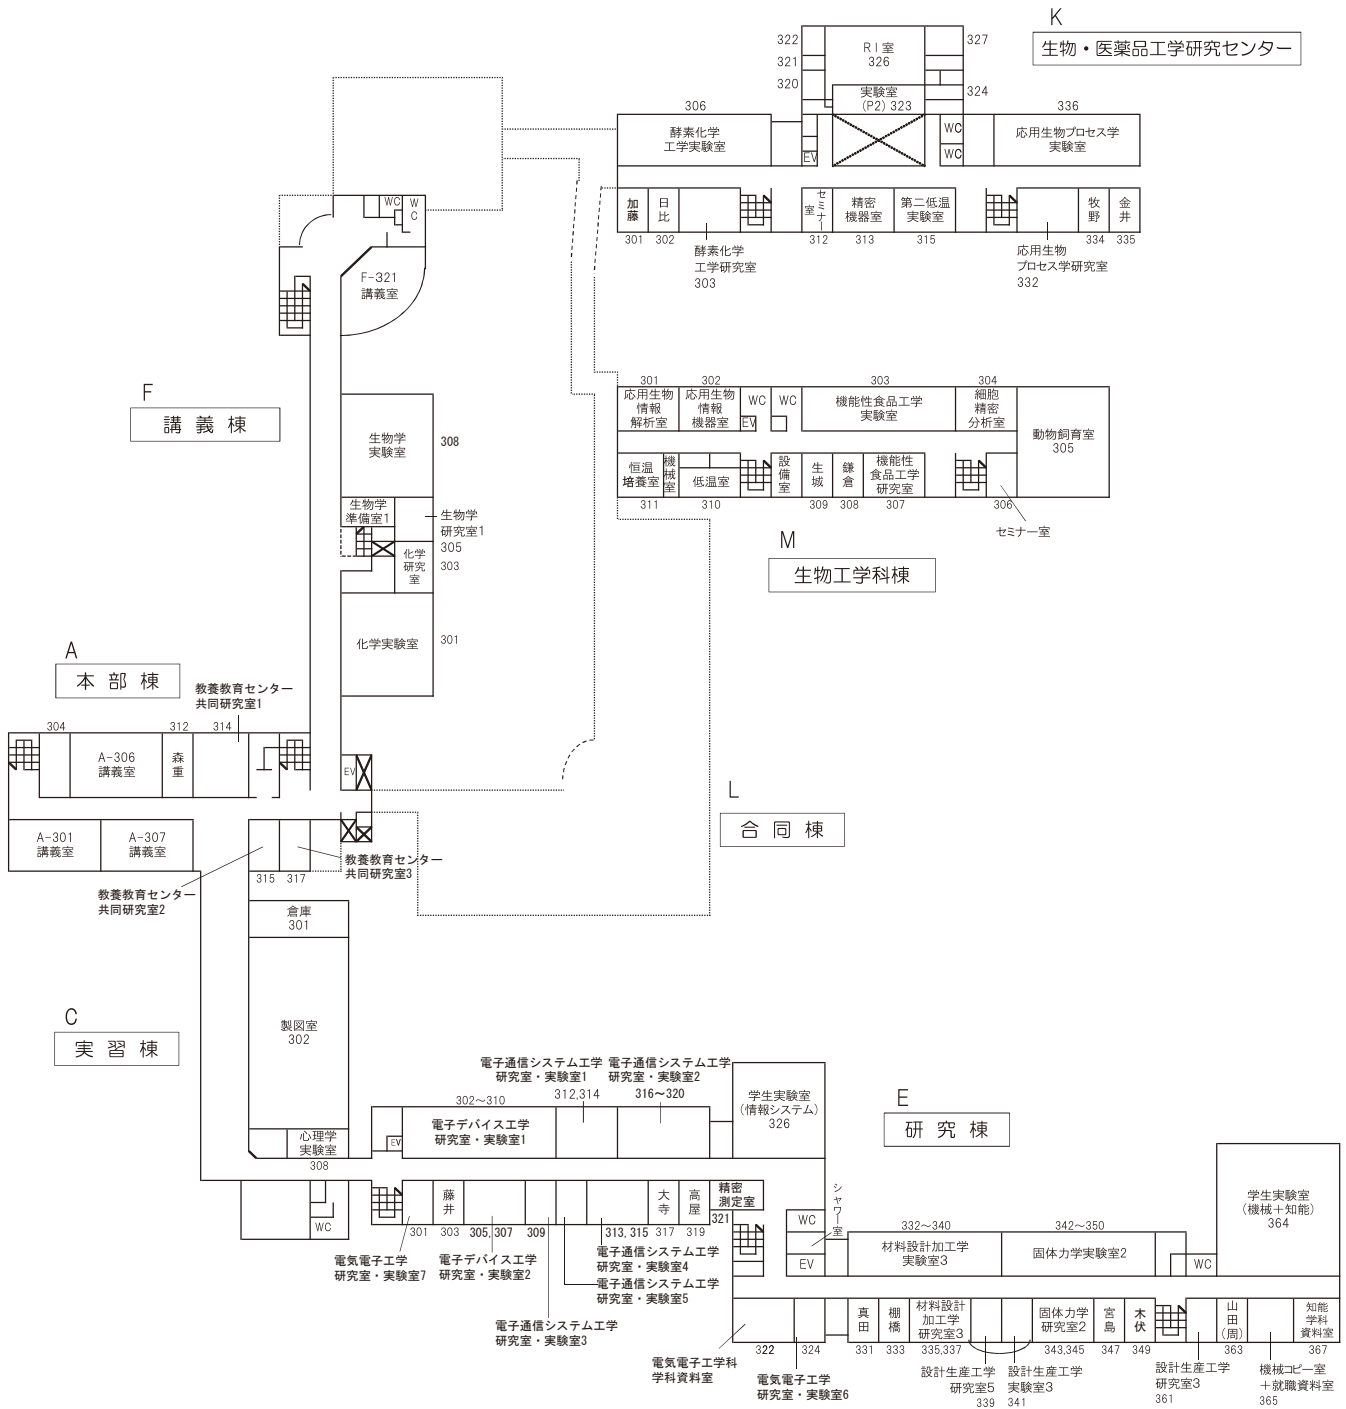 K
生物・医薬品工学研究センター
322
321
320
RI室
326
327
324
実験室
(P2) 323
306
酵素化学
工学実験室
EV
WC
WC
336
応用生物プロセス学
実験室
加藤
301
日比
302
酵素化学
工学研究室
303
セミナー室
312
精密
機器室
313
第二低温
実験室
315
応用生物
プロセス学研究室
332
牧野
334
金井
335
WC
WC
F-321
講義室
F
講義棟
生物学
実験室
308
生物学
準備室1
生物学
研究室1
305
化学
研究
室
303
化学実験室
301
301
応用生物
情報
解析室
302
応用生物
情報
機器室
WC
EV
WC
303
機能性食品工学
実験室
304
細胞
精密
分析室
動物飼育室
305
恒温
培養室
311
機械室
低温室
310
設備室
生城
309
鎌倉
308
機能性
食品工学
研究室
307
306
セミナー室
M
生物工学科棟
A
本部棟
教養教育センター
共同研究室1
304
312
314
A-306
講義室
森重
EV
A-301
講義室
A-307
講義室
315
317
教養教育センター
共同研究室3
教養教育センター
共同研究室2
L
合同棟
倉庫
301
製図室
302
C
実習棟
心理学
実験室
308
WC
電子通信システム工学
研究室・実験室1
312,314
電子通信システム工学
研究室・実験室2
316～320
302～310
電子デバイス工学
研究室・実験室1
EV
学生実験室
(情報システム)
326
E
研究棟
301
藤井
303
305, 307
309
313, 315
大寺
317
高屋
319
精密
測定室
321
電気電子工学
研究室・実験室7
電子デバイス工学
研究室・実験室2
電子通信システム工学
研究室・実験室4
電子通信システム工学
研究室・実験室5
電子通信システム工学
研究室・実験室3
シャワー室
WC
EV
332～340
材料設計加工学
実験室3
342～350
固体力学実験室2
WC
学生実験室
(機械＋知能)
364
322
324
電気電子工学科
学科資料室
電気電子工学
研究室・実験室6
真田
331
棚橋
333
材料設計
加工学
研究室3
335,337
設計生産工学
研究室5
339
設計生産工学
実験室3
341
固体力学
研究室2
343,345
宮島
347
木伏
349
設計生産工学
研究室3
361
山田(周)
363
機械コピー室
＋就職資料室
365
知能
学科
資料室
367